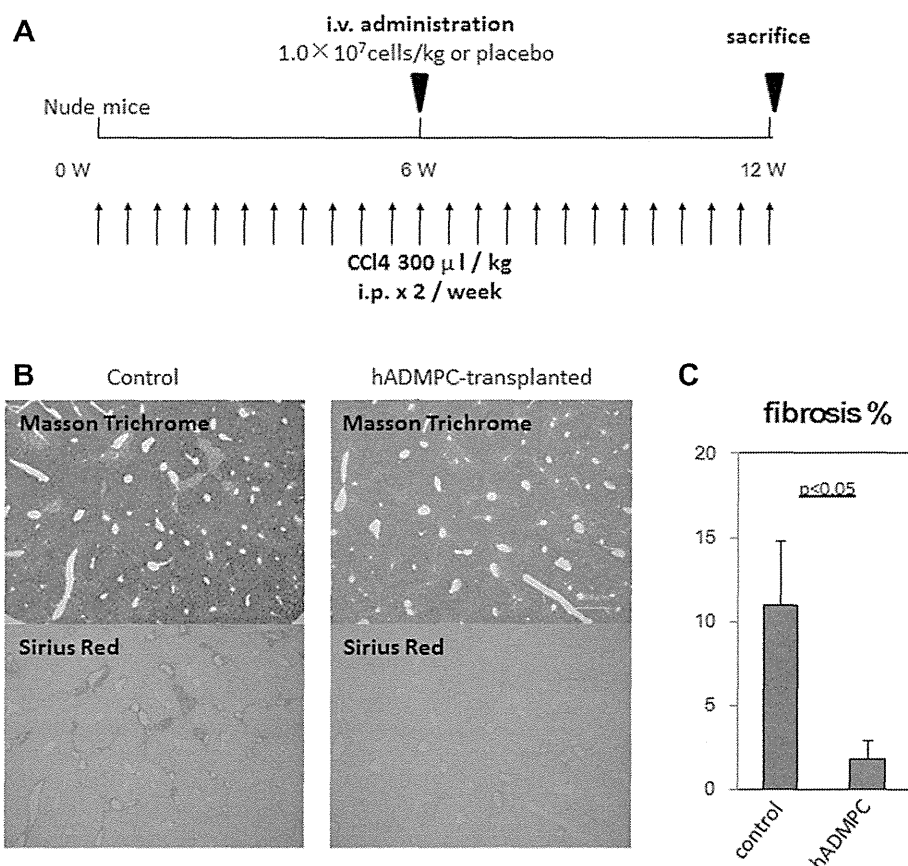 A
i.v. administration
1.0×10⁷cells/kg or placebo
sacrifice
Nude mice
0 W
6 W
12 W
CCl4 300 μl / kg
i.p. x 2 / week
B
Control
hADMPC-transplanted
Masson Trichrome
Masson Trichrome
Sirius Red
Sirius Red
C
fibrosis %
20
p<0.05
15
10
5
0
control
hADMPC